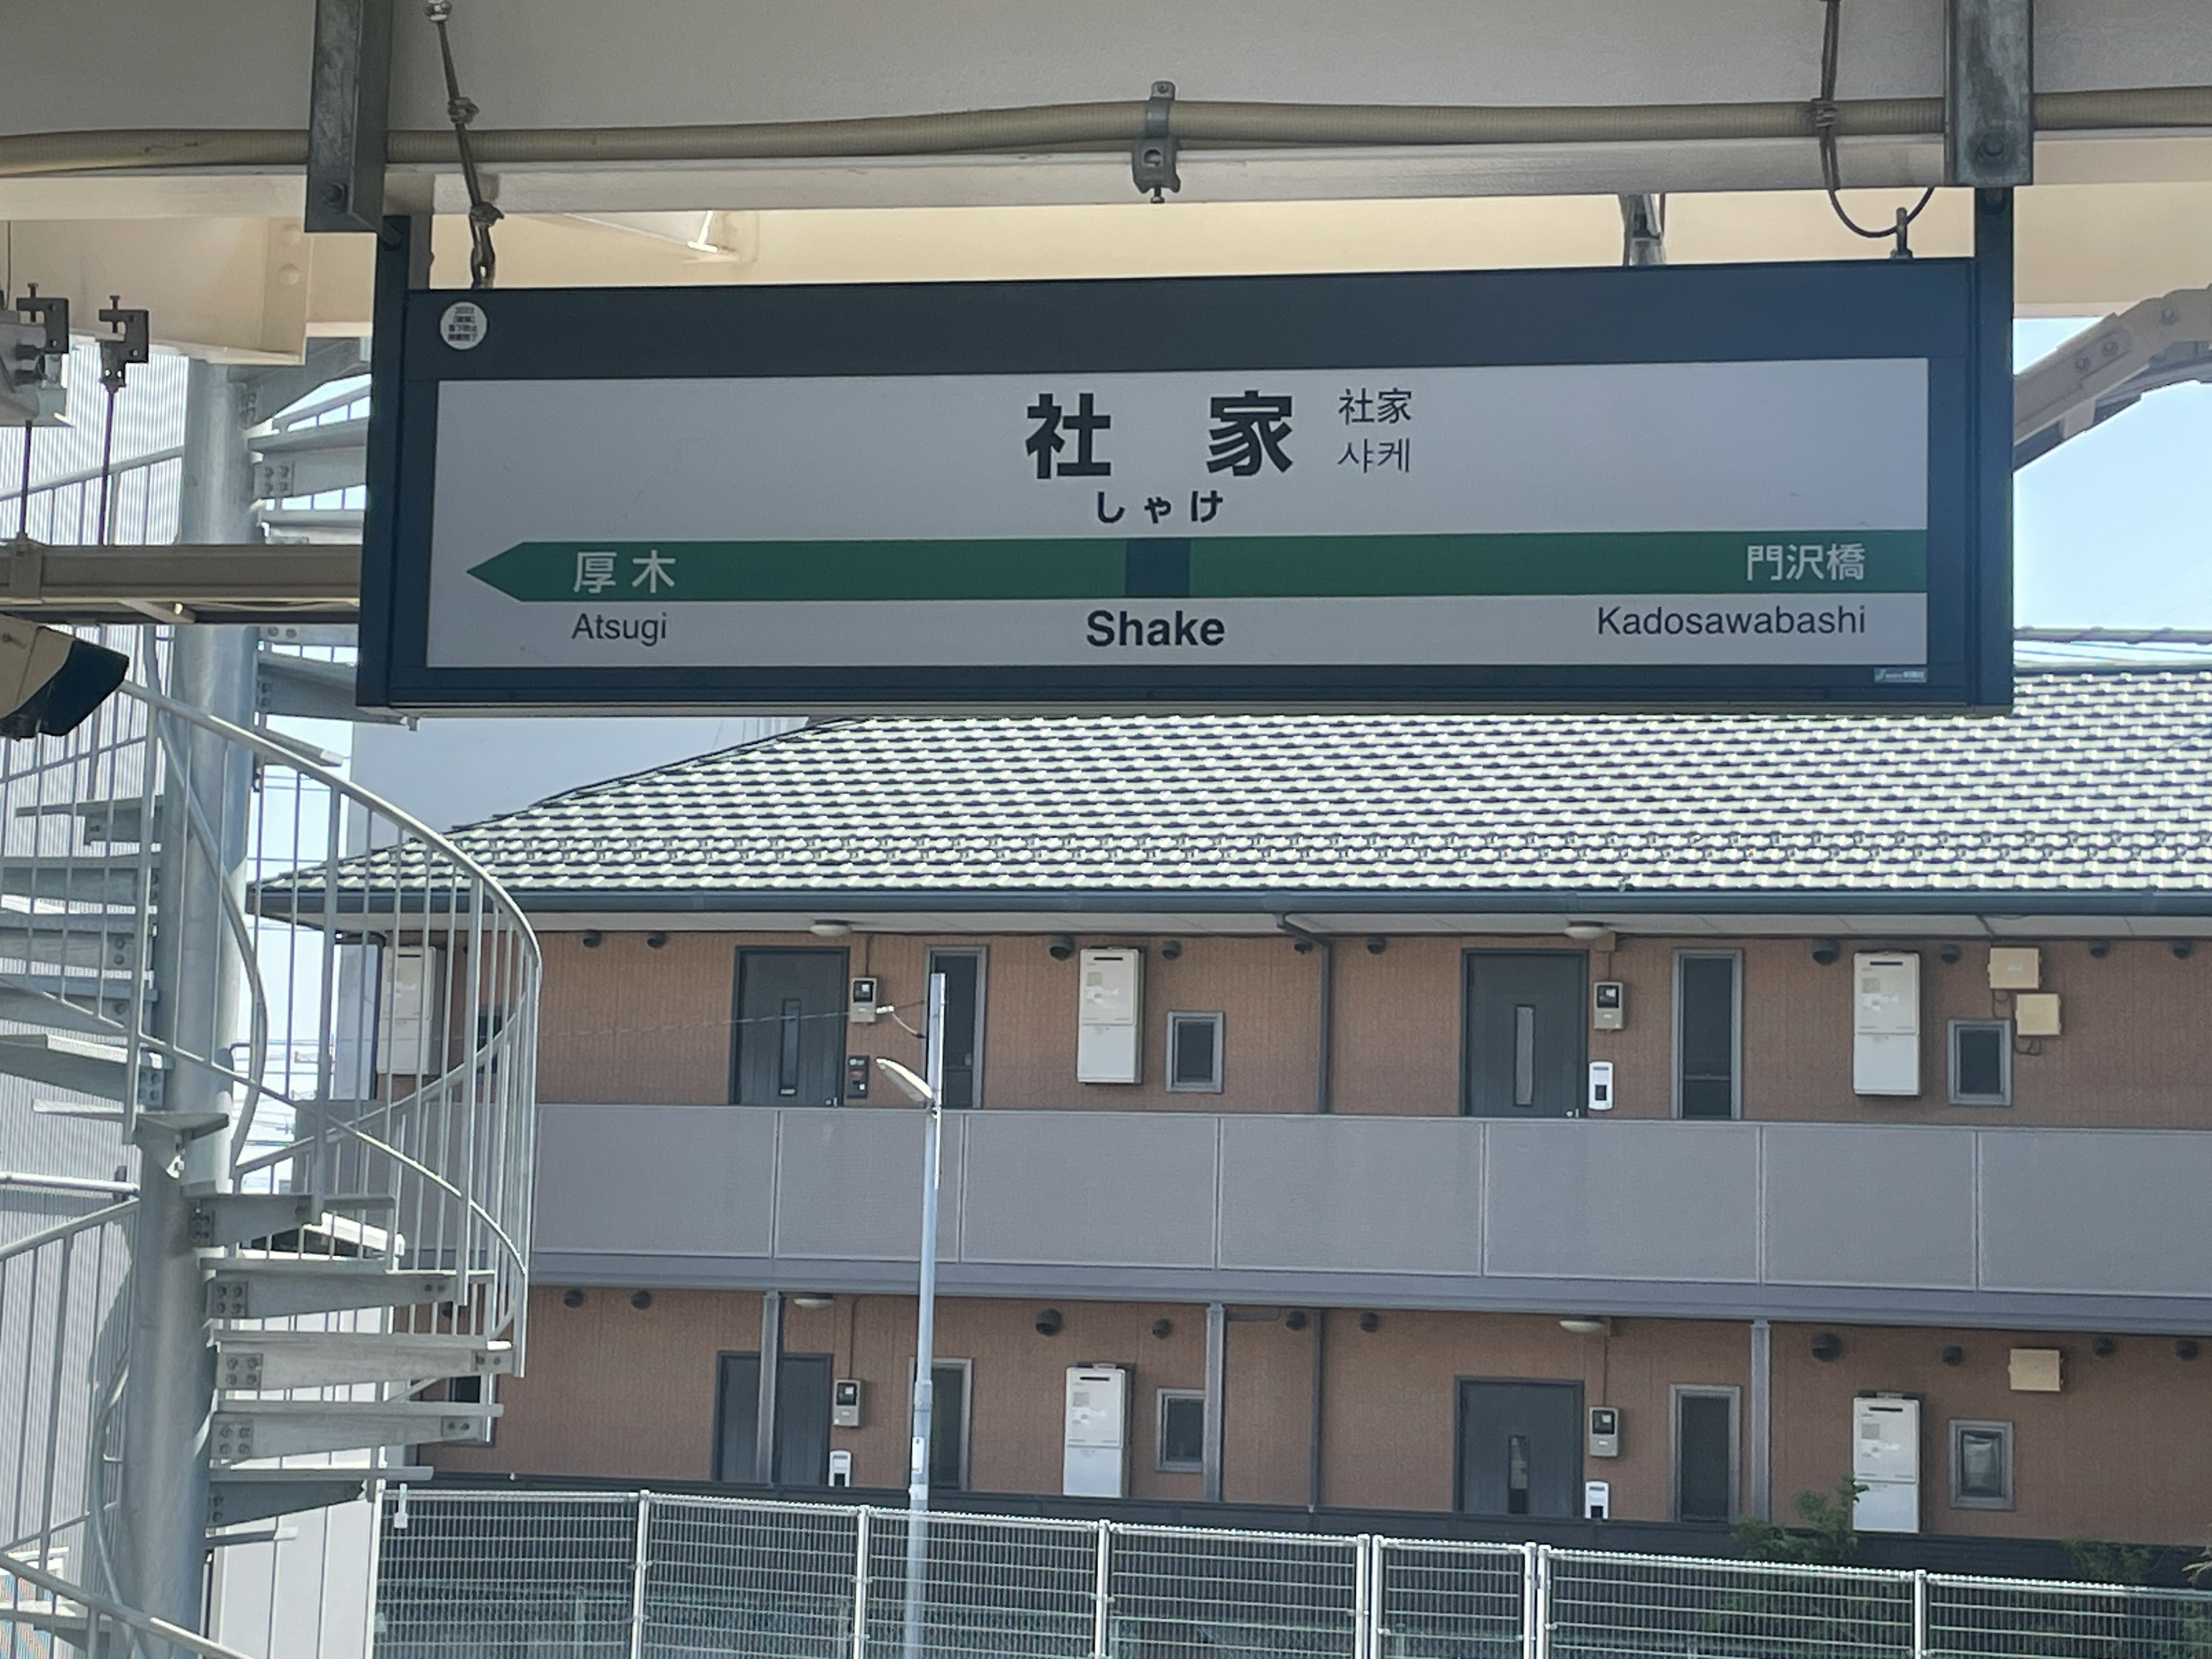 社家 社家
샤케
しゃけ
厚木 門沢橋
Atsugi Shake Kadosawabashi